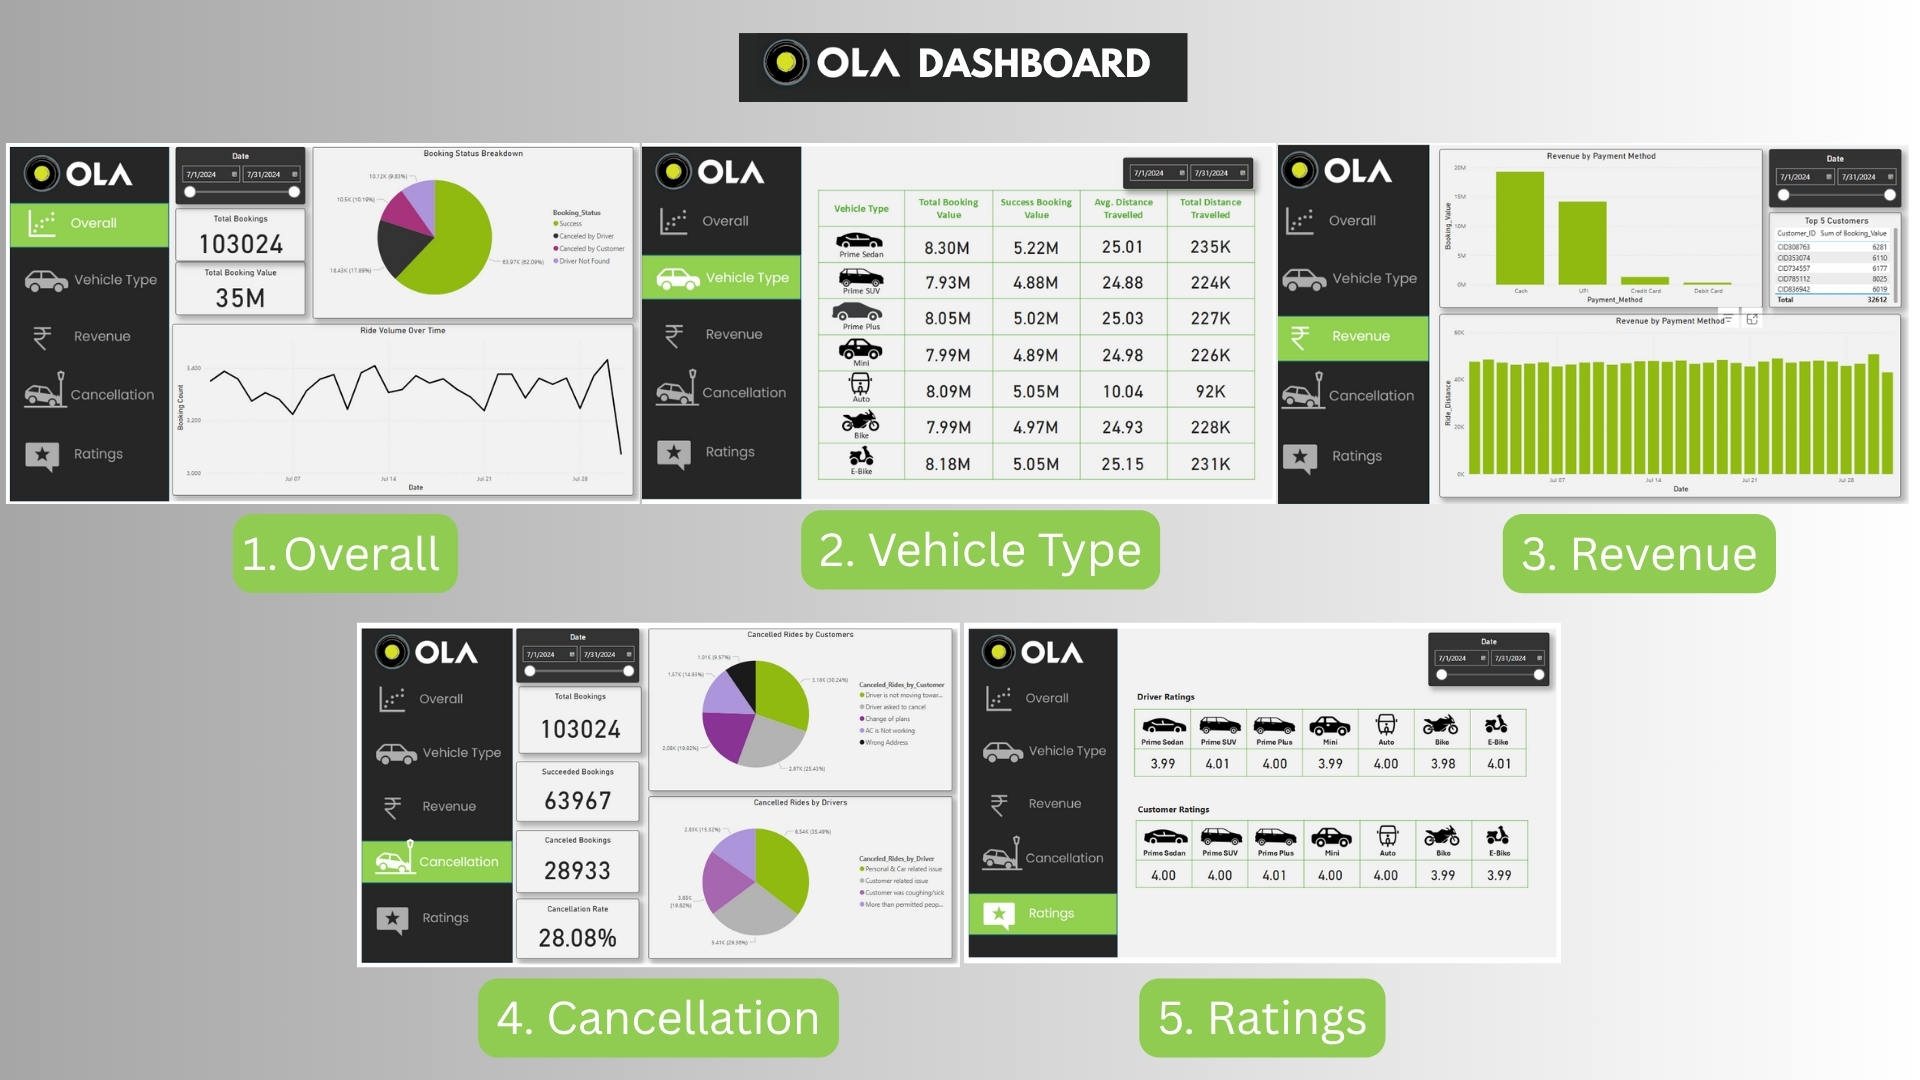 OLA DASHBOARD
OLA
Overall
Vehicle Type
Revenue
Cancellation
Ratings
Date
7/1/2024 7/31/2024
Total Bookings
103024
Total Booking Value
35M
Booking Status Breakdown
10.12K (9.83%)
10.5K (10.19%)
18.43K (17.89%)
63.97K (62.09%)
Booking_Status
Success
Canceled by Driver
Canceled by Customer
Driver Not Found
Ride Volume Over Time
Booking Count
3,400
3,200
3,000
Jul 07 Jul 14 Jul 21 Jul 28
Date
1. Overall
OLA
Overall
Vehicle Type
Revenue
Cancellation
Ratings
7/1/2024 7/31/2024
Vehicle Type Total Booking Value Success Booking Value Avg. Distance Travelled Total Distance Travelled
Prime Sedan 8.30M 5.22M 25.01 235K
Prime SUV 7.93M 4.88M 24.88 224K
Prime Plus 8.05M 5.02M 25.03 227K
Mini 7.99M 4.89M 24.98 226K
Auto 8.09M 5.05M 10.04 92K
Bike 7.99M 4.97M 24.93 228K
E-Bike 8.18M 5.05M 25.15 231K
2. Vehicle Type
OLA
Overall
Vehicle Type
Revenue
Cancellation
Ratings
Revenue by Payment Method
Booking_Value
20M
15M
10M
5M
0M
Cash UPI Credit Card Debit Card
Payment_Method
Date
7/1/2024 7/31/2024
Top 5 Customers
Customer_ID Sum of Booking_Value
CID308763 6281
CID353074 6110
CID734557 6177
CID785112 8025
CID836942 6019
Total 32612
Revenue by Payment Method
Ride_Distance
60K
40K
20K
0K
Jul 07 Jul 14 Jul 21 Jul 28
Date
3. Revenue
OLA
Overall
Vehicle Type
Revenue
Cancellation
Ratings
Date
7/1/2024 7/31/2024
Total Bookings
103024
Succeeded Bookings
63967
Canceled Bookings
28933
Cancellation Rate
28.08%
Cancelled Rides by Customers
1.01K (9.57%)
1.57K (14.93%)
2.08K (19.82%)
3.18K (30.24%)
2.67K (25.43%)
Canceled_Rides_by_Customer
Driver is not moving towar...
Driver asked to cancel
Change of plans
AC is Not working
Wrong Address
Cancelled Rides by Drivers
2.83K (15.32%)
6.54K (35.49%)
3.65K
(19.82%)
5.41K (29.36%)
Canceled_Rides_by_Driver
Personal & Car related issue
Customer related issue
Customer was coughing/sick
More than permitted peop...
4. Cancellation
OLA
Overall
Vehicle Type
Revenue
Cancellation
Ratings
Date
7/1/2024 7/31/2024
Driver Ratings
Prime Sedan Prime SUV Prime Plus Mini Auto Bike E-Bike
3.99 4.01 4.00 3.99 4.00 3.98 4.01
Customer Ratings
Prime Sedan Prime SUV Prime Plus Mini Auto Bike E-Bike
4.00 4.00 4.01 4.00 4.00 3.99 3.99
5. Ratings